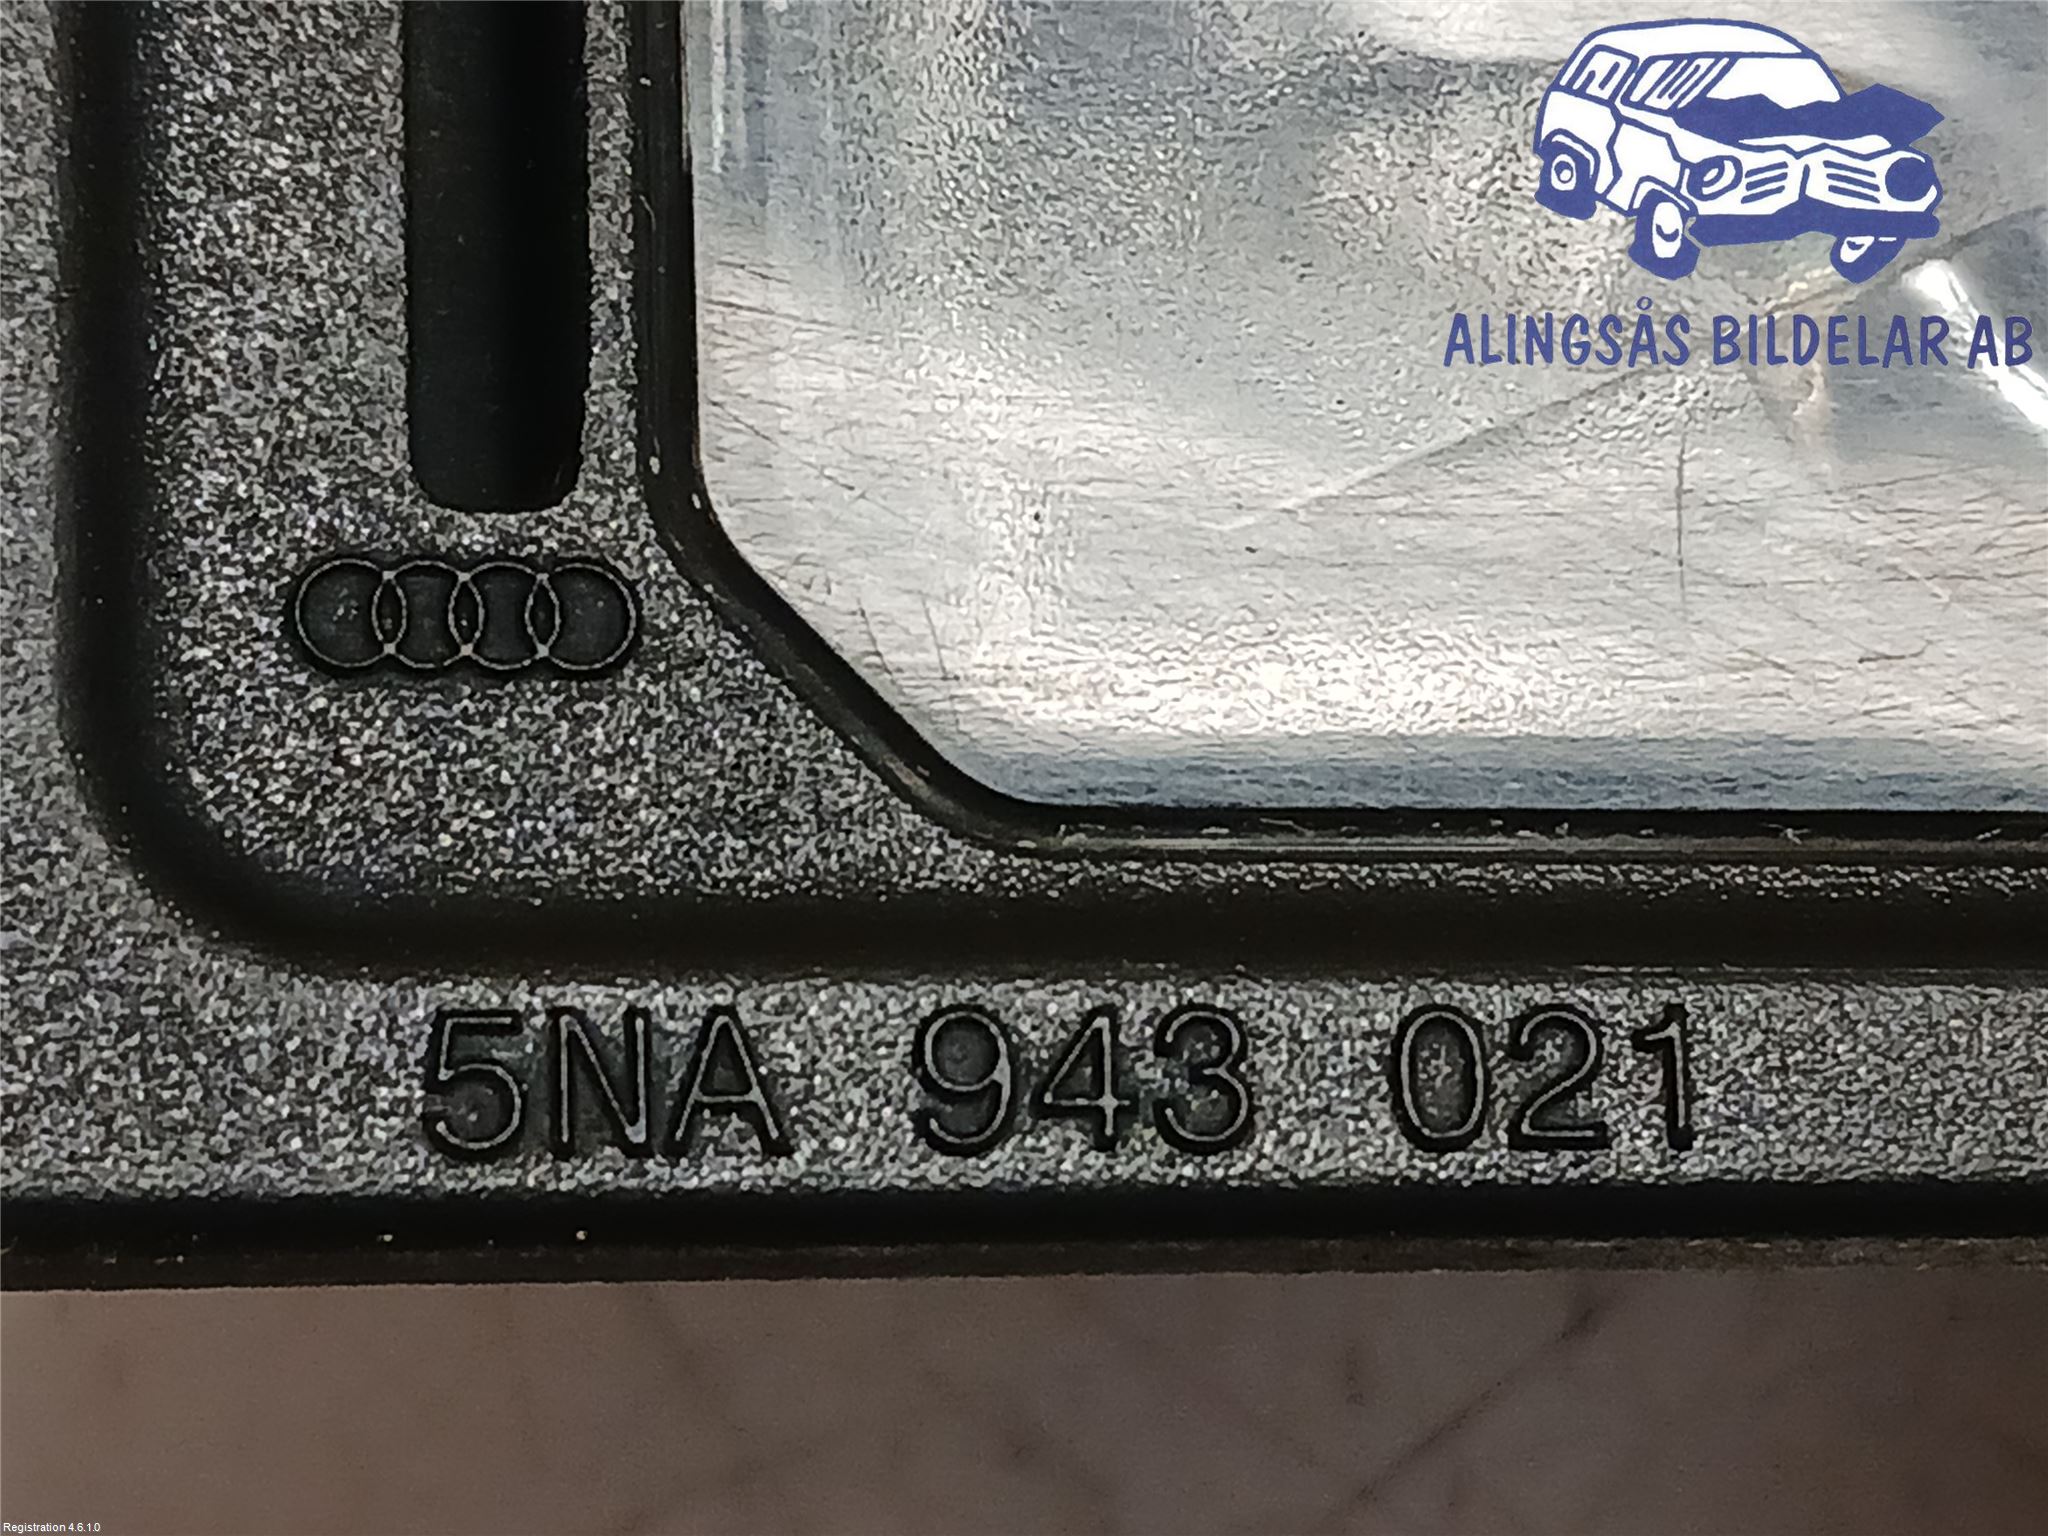 ALINGSÅS BILDELAR AB
5NA 943 021
Registration 4.6.1.0